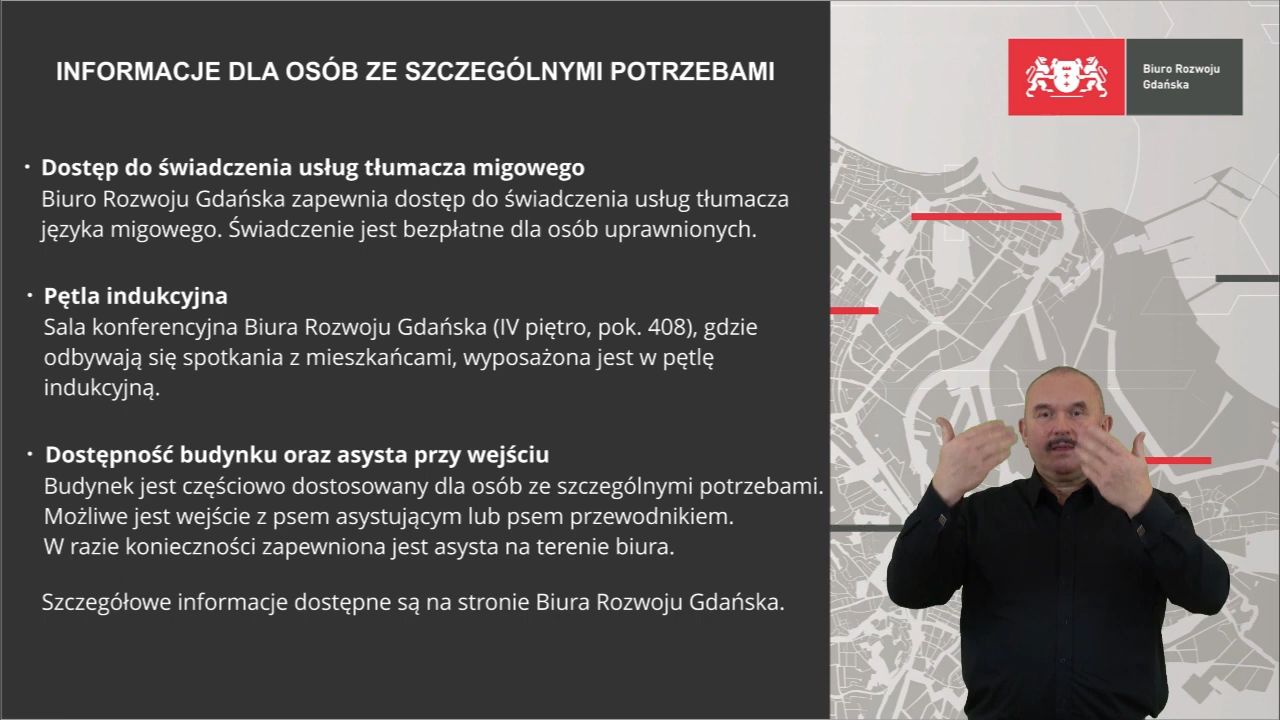 INFORMACJE DLA OSÓB ZE SZCZEGÓLNYMI POTRZEBAMI
Biuro Rozwoju
Gdańska
· Dostęp do świadczenia usług tłumacza migowego
Biuro Rozwoju Gdańska zapewnia dostęp do świadczenia usług tłumacza
języka migowego. Świadczenie jest bezpłatne dla osób uprawnionych.
· Pętla indukcyjna
Sala konferencyjna Biura Rozwoju Gdańska (IV piętro, pok. 408), gdzie
odbywają się spotkania z mieszkańcami, wyposażona jest w pętlę
indukcyjną.
· Dostępność budynku oraz asysta przy wejściu
Budynek jest częściowo dostosowany dla osób ze szczególnymi potrzebami.
Możliwe jest wejście z psem asystującym lub psem przewodnikiem.
W razie konieczności zapewniona jest asysta na terenie biura.
Szczegółowe informacje dostępne są na stronie Biura Rozwoju Gdańska.